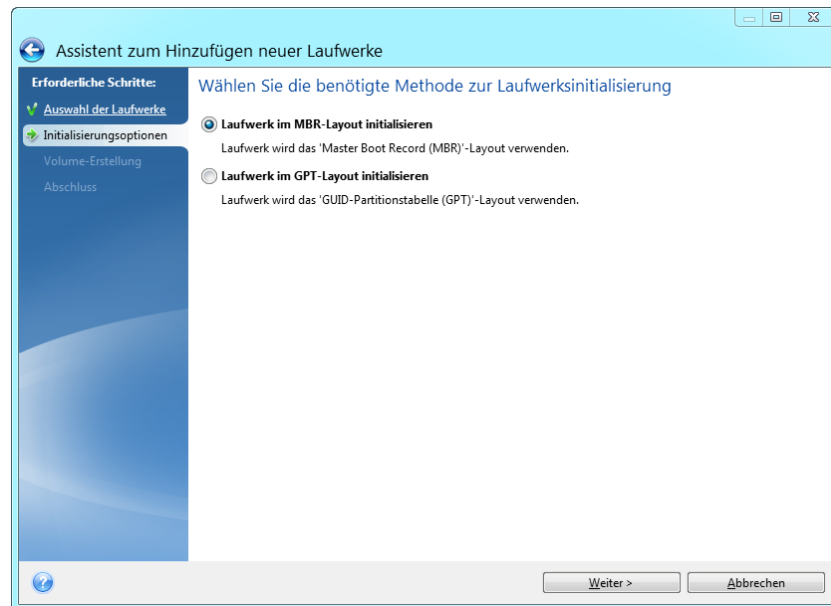 Assistent zum Hinzufügen neuer Laufwerke
Erforderliche Schritte:
Auswahl der Laufwerke
Initialisierungsoptionen
Volume-Erstellung
Abschluss
Wählen Sie die benötigte Methode zur Laufwerksinitialisierung
Laufwerk im MBR-Layout initialisieren
Laufwerk wird das 'Master Boot Record (MBR)'-Layout verwenden.
Laufwerk im GPT-Layout initialisieren
Laufwerk wird das 'GUID-Partitionstabelle (GPT)'-Layout verwenden.
Weiter >
Abbrechen